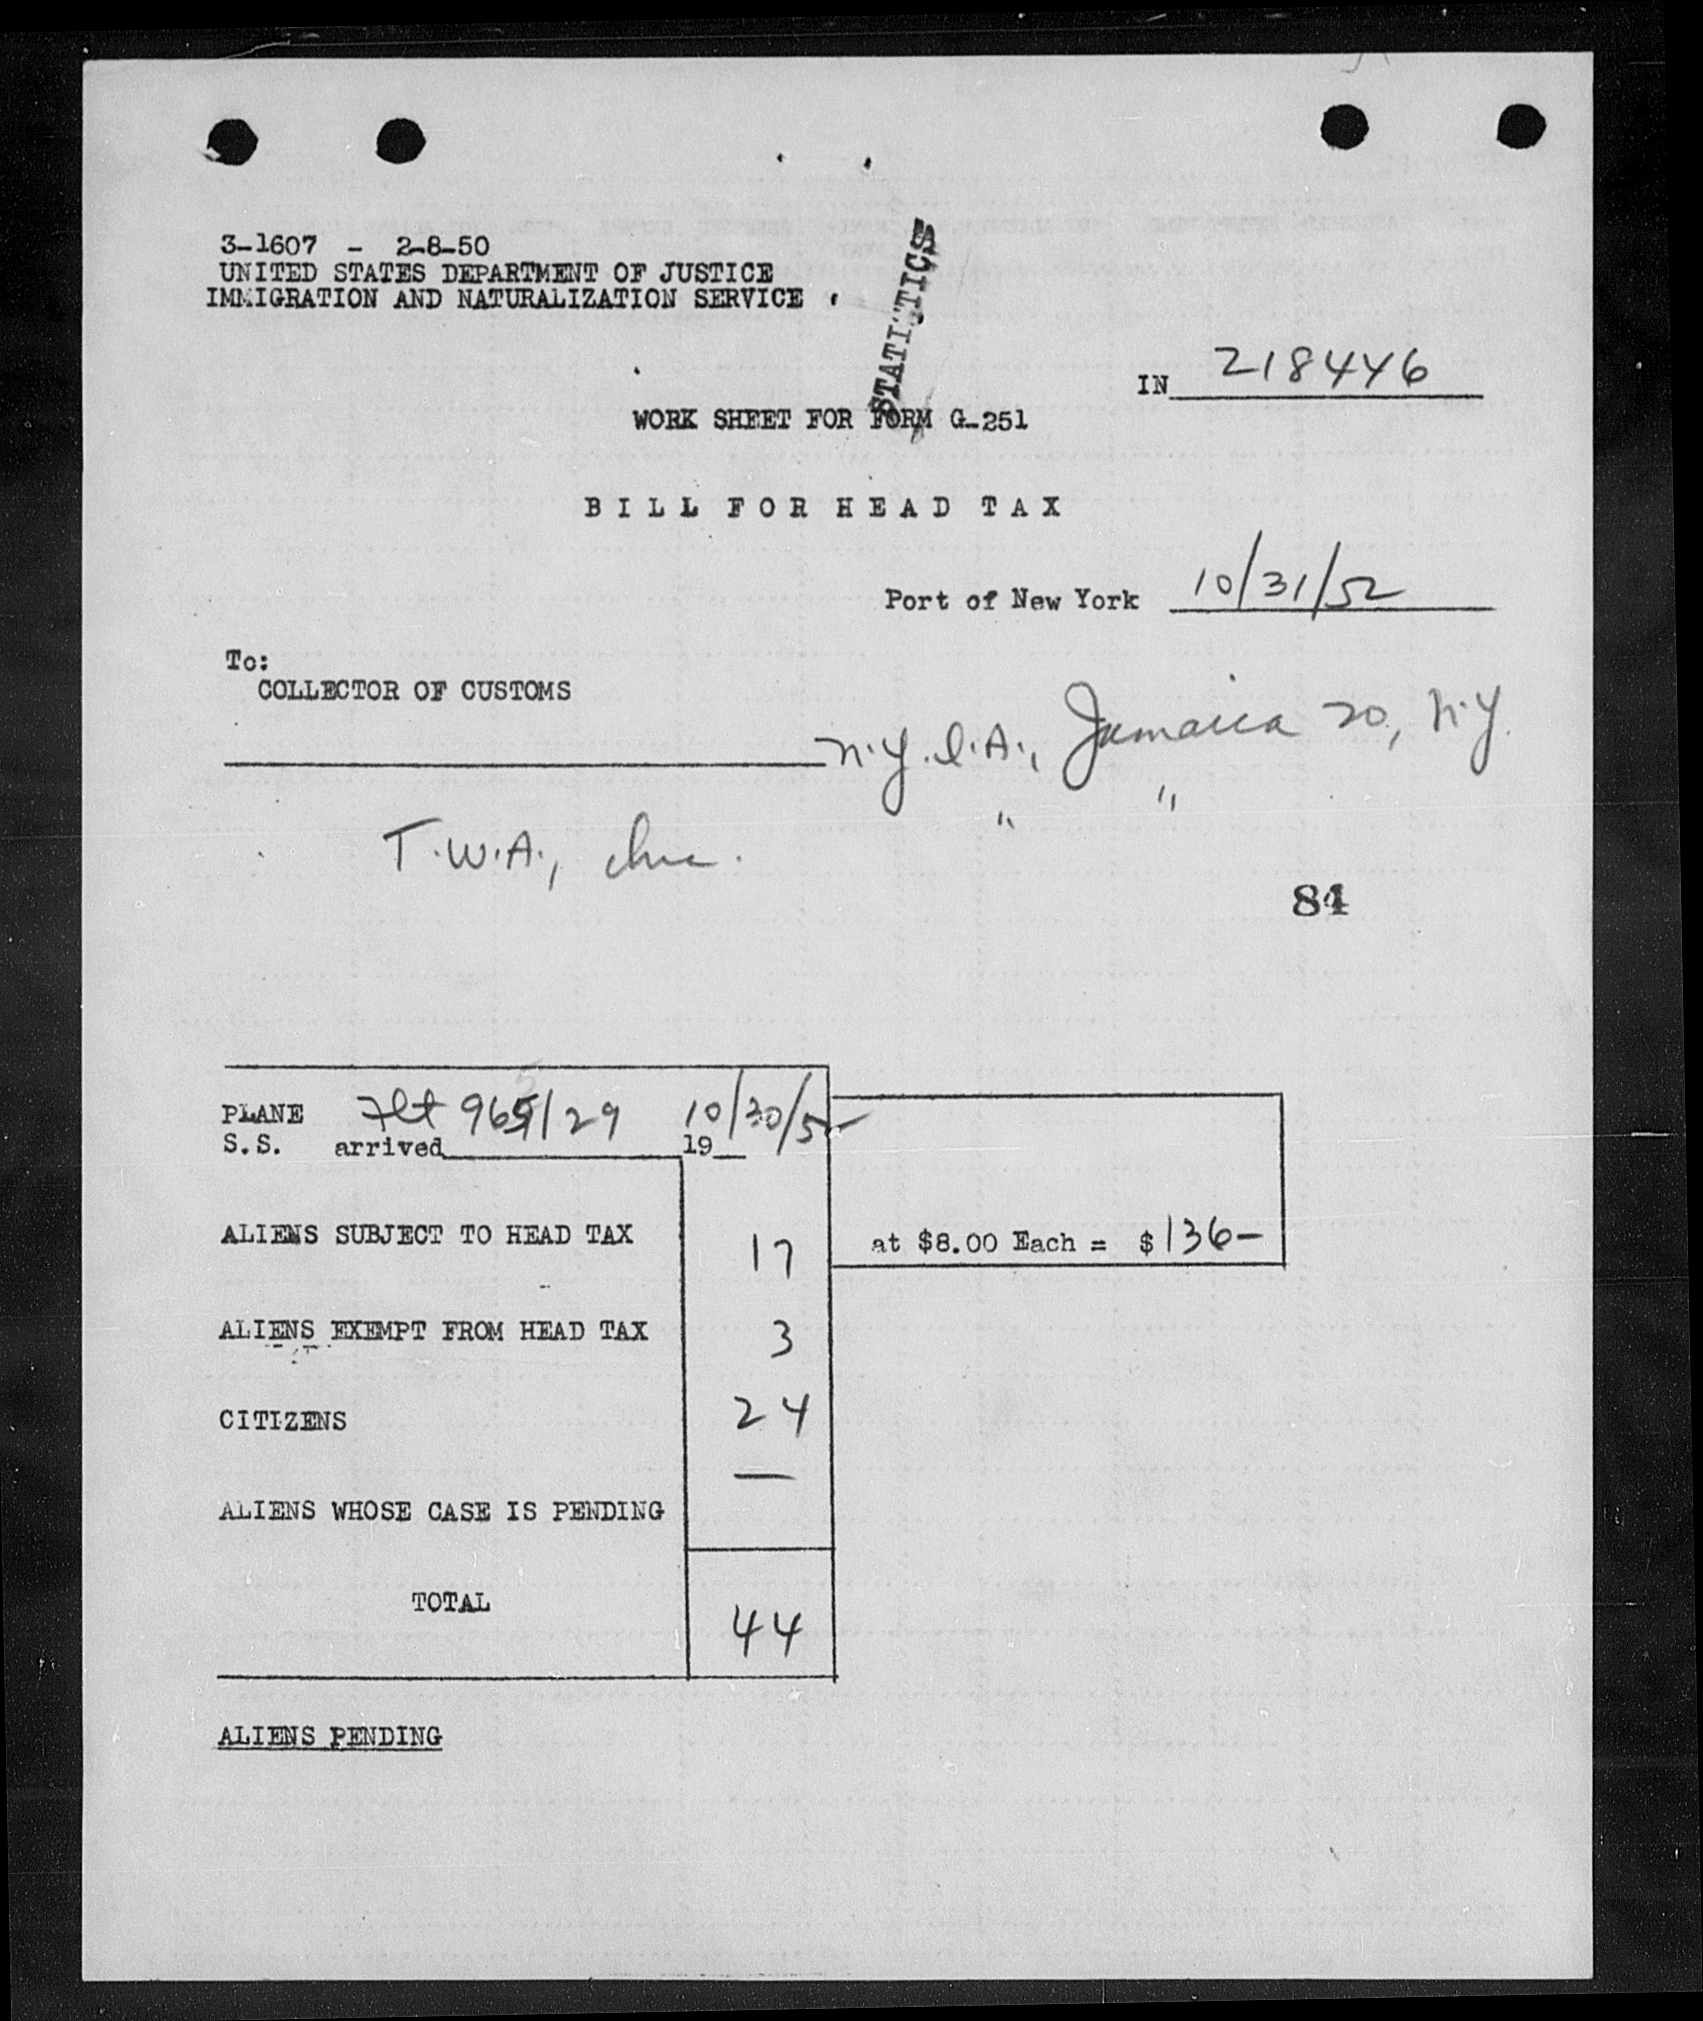 3-1607 - 2-8-50
UNITED STATES DEPARTMENT OF JUSTICE
IMMIGRATION AND NATURALIZATION SERVICE
STATISTICS
IN 218446
WORK SHEET FOR FORM G-251
BILL FOR HEAD TAX
Port of New York 10/31/52
To:
COLLECTOR OF CUSTOMS
N.Y.I.A., Jamaica 20, N.Y.
T.W.A., Inc. " "
84
PLANE Flt 965/29 10/30/52
S.S. arrived 19
ALIENS SUBJECT TO HEAD TAX 17 at $8.00 Each = $136-
ALIENS EXEMPT FROM HEAD TAX 3
CITIZENS 24
ALIENS WHOSE CASE IS PENDING —
TOTAL 44
ALIENS PENDING